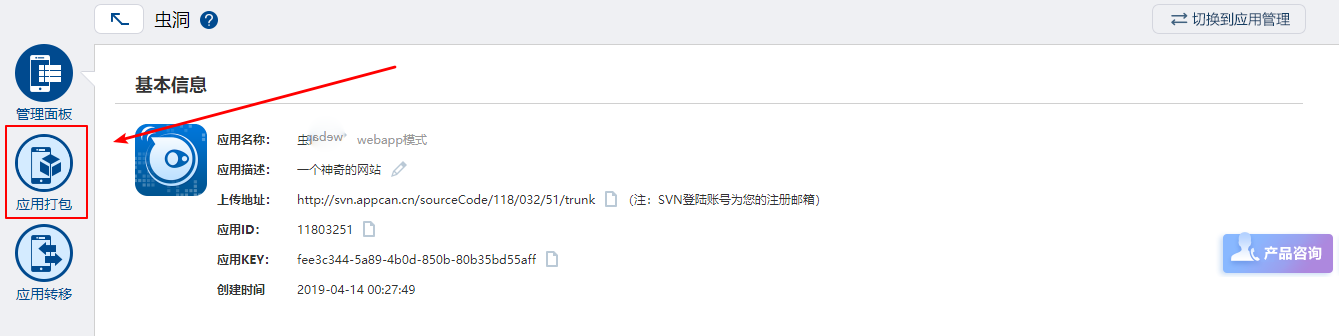 虫洞 ?
切换到应用管理
管理面板
应用打包
应用转移
基本信息
应用名称： 虫 webapp模式
应用描述： 一个神奇的网站
上传地址： http://svn.appcan.cn/sourceCode/118/032/51/trunk （注：SVN登陆账号为您的注册邮箱）
应用ID： 11803251
应用KEY： fee3c344-5a89-4b0d-850b-80b35bd55aff
创建时间 2019-04-14 00:27:49
产品咨询